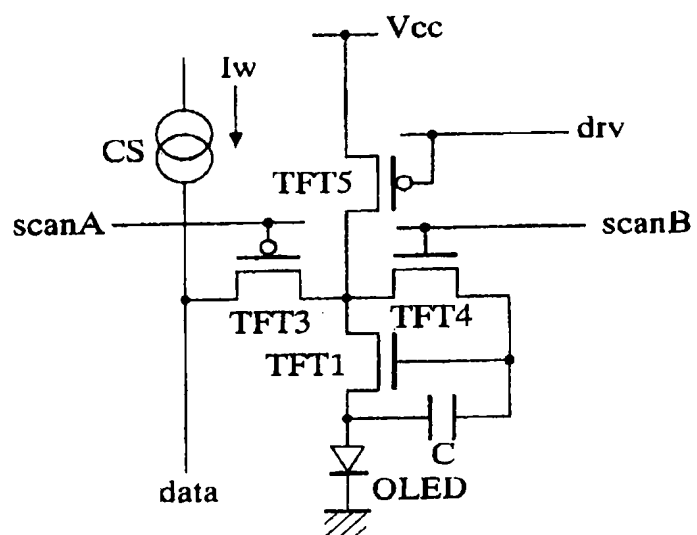 Vcc
Iw
CS
drv
TFT5
scanA
scanB
TFT3
TFT4
TFT1
C
data
OLED